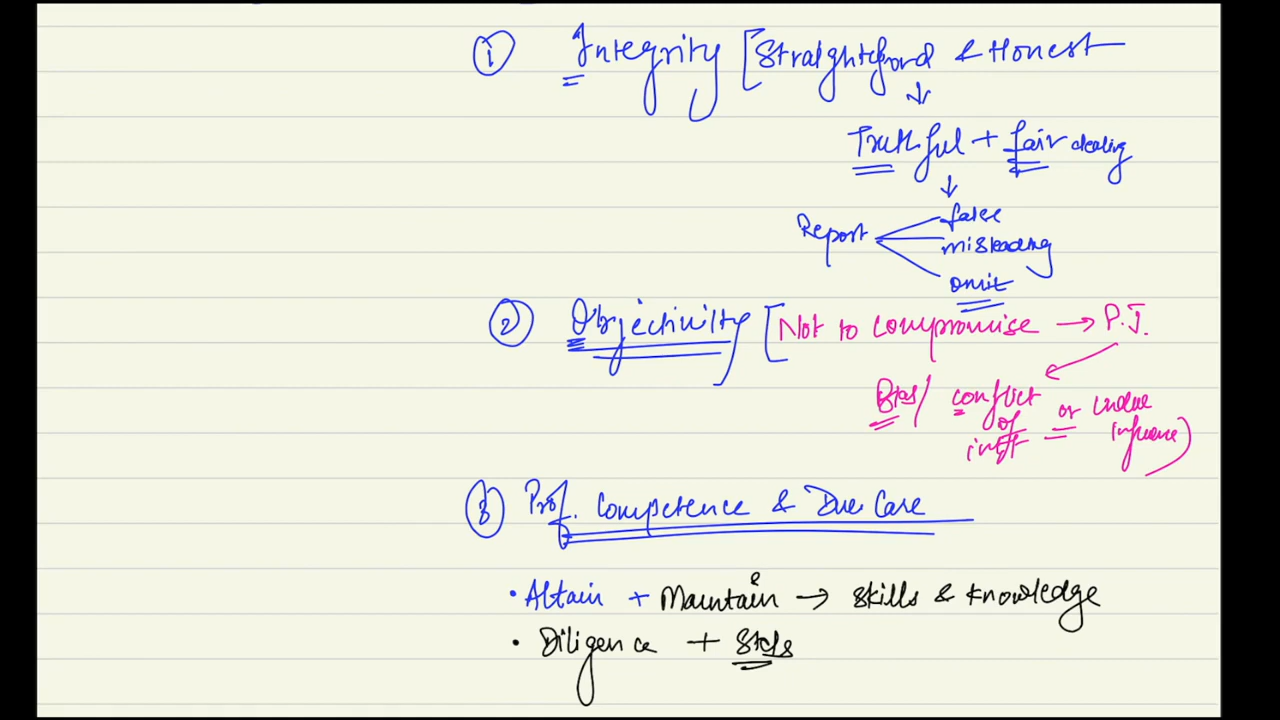 ① Integrity [Straightford & Honest
↓
Truthful + fair dealing
↓
false
Report misleading
omit
② Objectivity [Not to compromise → P.J.
Bias/ conflict of intst or undue influence)
③ Prof. Competence & Due Care
• Attain + Maintain → Skills & Knowledge
• Diligence + Stds